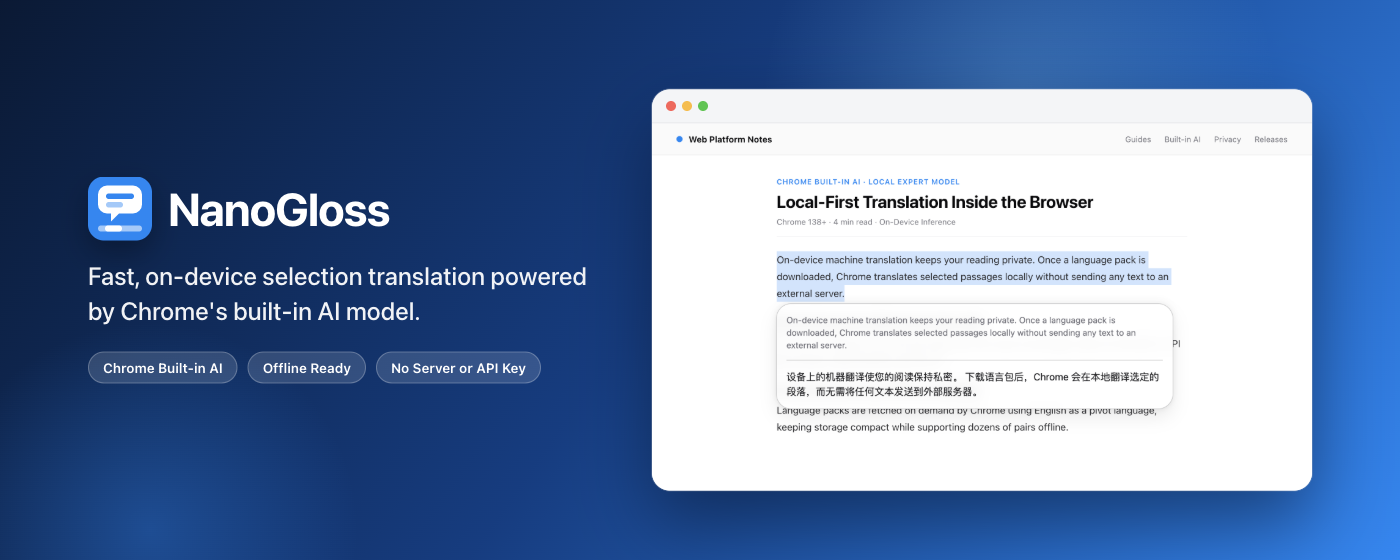 NanoGloss
Fast, on-device selection translation powered
by Chrome's built-in AI model.
Chrome Built-in AI
Offline Ready
No Server or API Key
Web Platform Notes
Guides
Built-in AI
Privacy
Releases
CHROME BUILT-IN AI · LOCAL EXPERT MODEL
Local-First Translation Inside the Browser
Chrome 138+ · 4 min read · On-Device Inference
On-device machine translation keeps your reading private. Once a language pack is
downloaded, Chrome translates selected passages locally without sending any text to an
external server.
On-device machine translation keeps your reading private. Once a language pack is
downloaded, Chrome translates selected passages locally without sending any text to an
external server.
设备上的机器翻译使您的阅读保持私密。 下载语言包后，Chrome 会在本地翻译选定的
段落，而无需将任何文本发送到外部服务器。
Language packs are fetched on demand by Chrome using English as a pivot language,
keeping storage compact while supporting dozens of pairs offline.